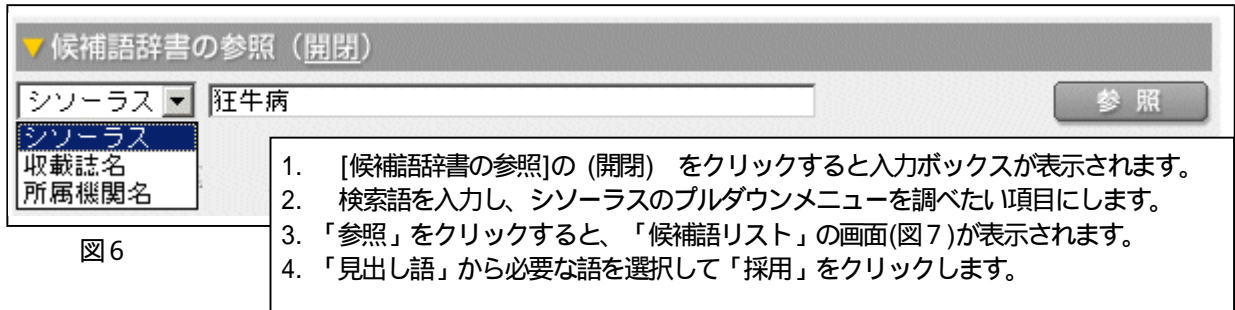 ▼候補語辞書の参照（開閉）
シソーラス 狂牛病 参 照
シソーラス
収載誌名
所属機関名
1. [候補語辞書の参照]の (開閉) をクリックすると入力ボックスが表示されます。
2. 検索語を入力し、シソーラスのプルダウンメニューを調べたい項目にします。
3. 「参照」をクリックすると、「候補語リスト」の画面(図7)が表示されます。
4. 「見出し語」から必要な語を選択して「採用」をクリックします。
図6